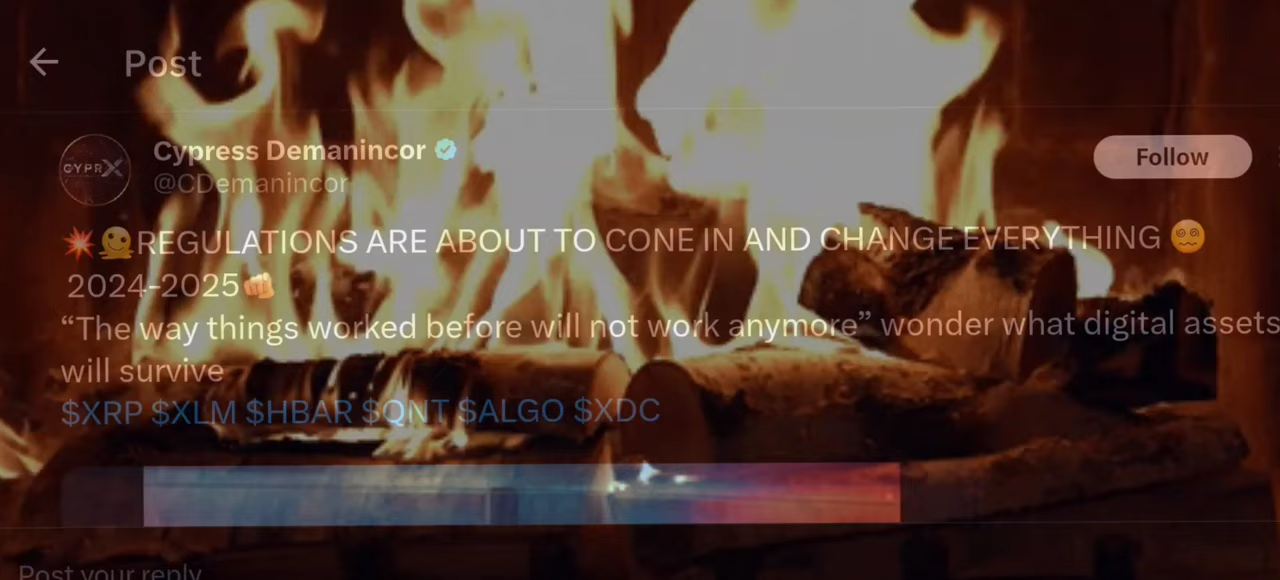 Post
CYPRX
Cypress Demanincor
@CDemanincor
Follow
💥🫠REGULATIONS ARE ABOUT TO CONE IN AND CHANGE EVERYTHING😵‍💫
2024-2025👊
“The way things worked before will not work anymore” wonder what digital assets
will survive
$XRP $XLM $HBAR $QNT $ALGO $XDC
Post your reply